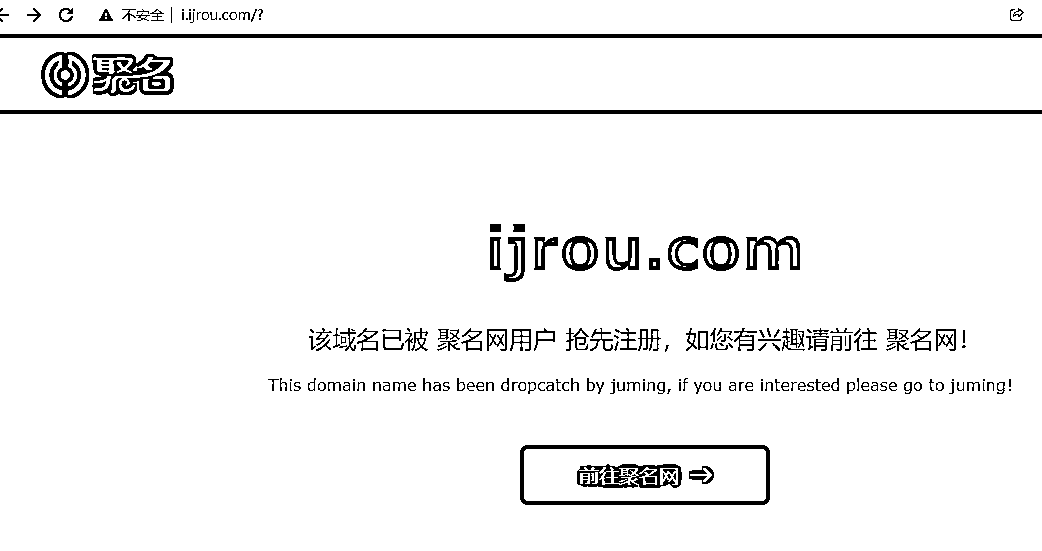 不安全 | i.ijrou.com/?
聚名
ijrou.com
该域名已被 聚名网用户 抢先注册，如您有兴趣请前往 聚名网！
This domain name has been dropcatch by juming, if you are interested please go to juming!
前往聚名网